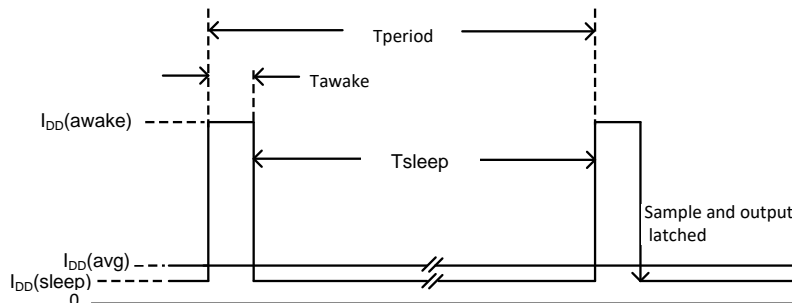 Tperiod
Tawake
IDD(awake)
Tsleep
Sample and output
latched
IDD(avg)
IDD(sleep)
0